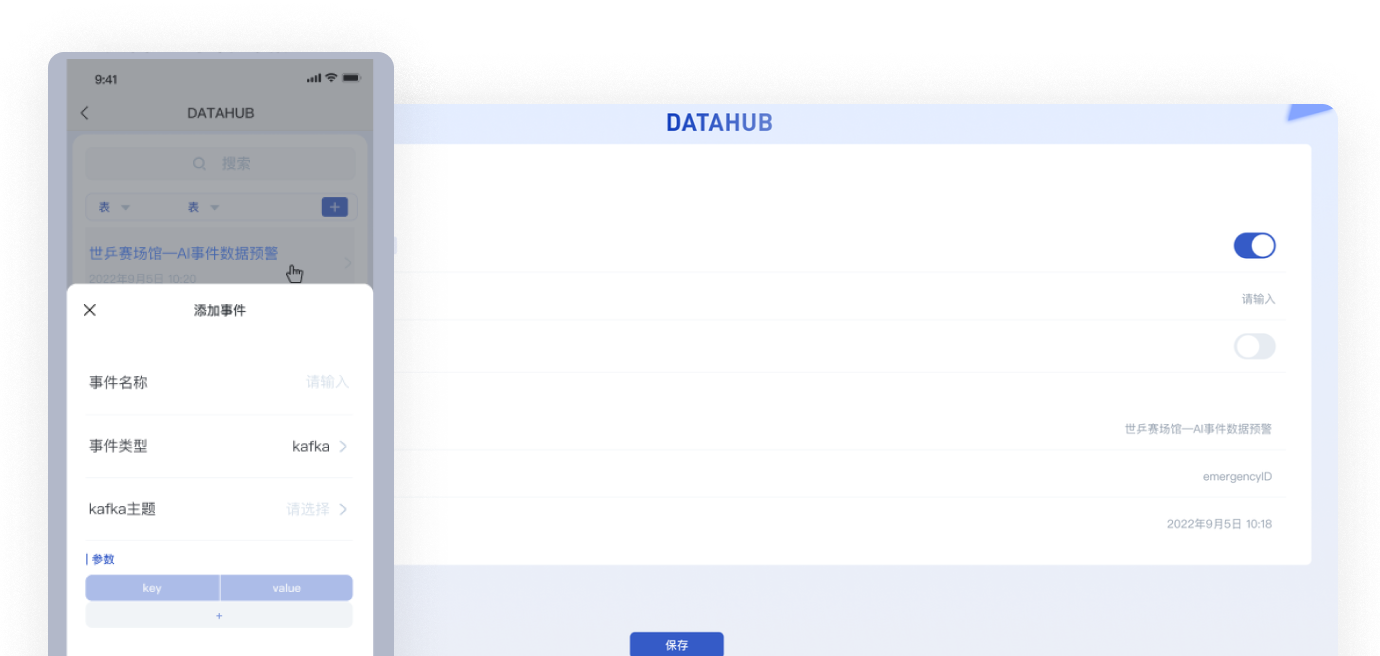 9:41
DATAHUB
搜索
表
表
+
世乒赛场馆—AI事件数据预警
2022年9月5日 10:20
添加事件
事件名称
请输入
事件类型
kafka
kafka主题
请选择
参数
key
value
+
DATAHUB
请输入
世乒赛场馆—AI事件数据预警
emergencyID
2022年9月5日 10:18
保存